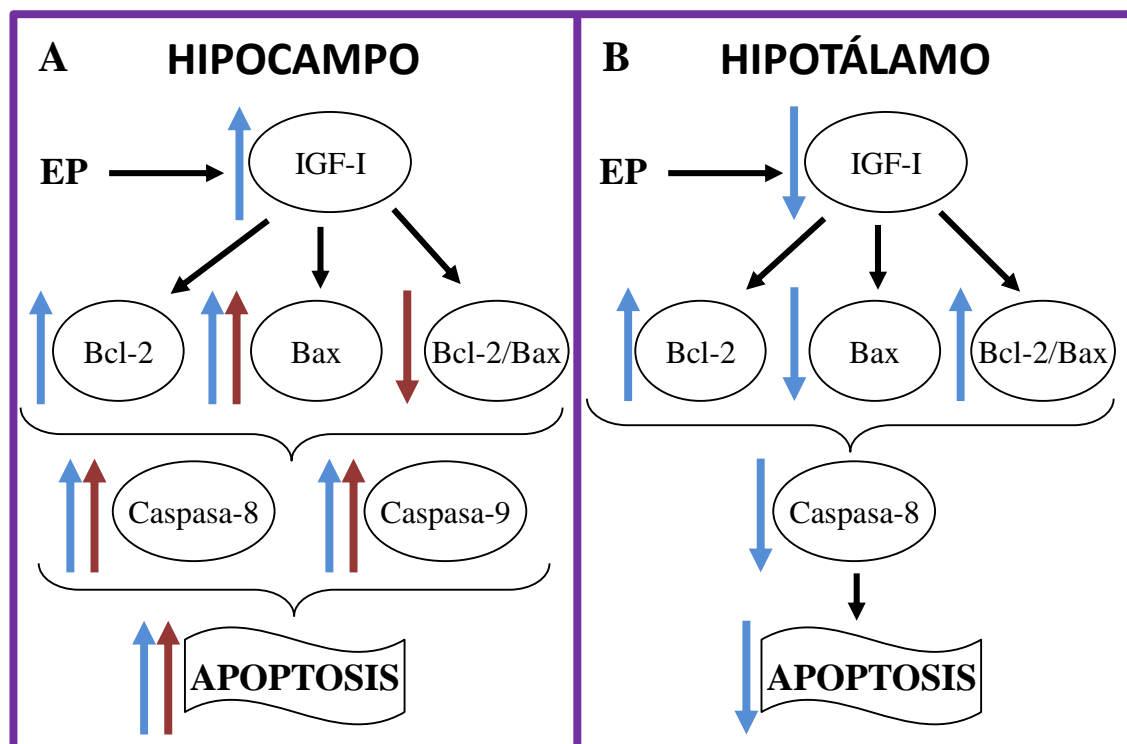 A
HIPOCAMPO
EP
IGF-I
Bcl-2
Bax
Bcl-2/Bax
Caspasa-8
Caspasa-9
APOPTOSIS
B
HIPOTÁLAMO
EP
IGF-I
Bcl-2
Bax
Bcl-2/Bax
Caspasa-8
APOPTOSIS